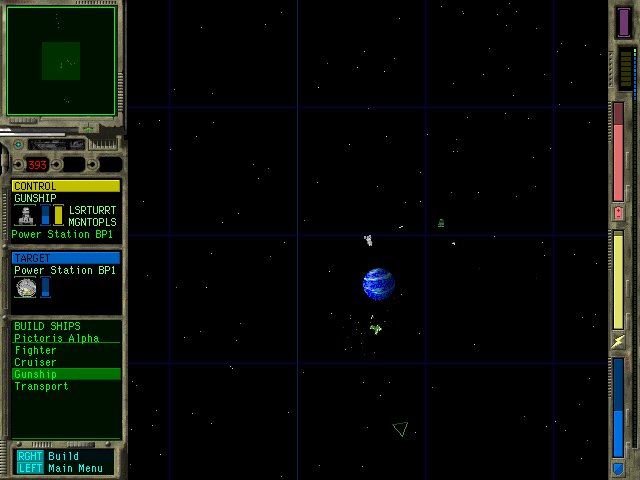 393
CONTROL
GUNSHIP
LSRTURRT
MGNTOPLS
Power Station BP1
TARGET
Power Station BP1
BUILD SHIPS
Pictoris Alpha
Fighter
Cruiser
Gunship
Transport
RGHT Build
LEFT Main Menu